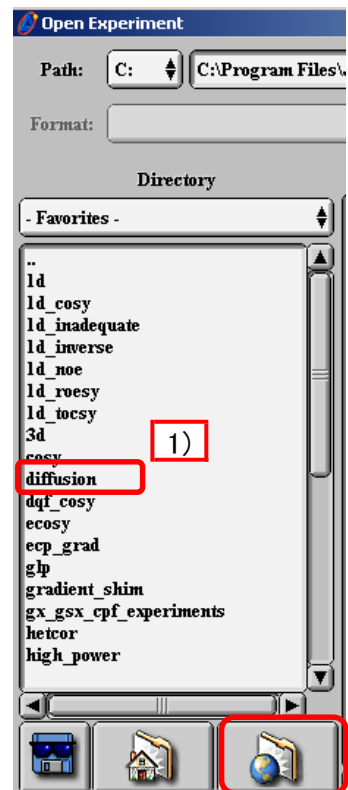 Open Experiment
Path: C: C:\Program Files\.
Format:
Directory
- Favorites -
..
1d
1d_cosy
1d_inadequate
1d_inverse
1d_noe
1d_roesy
1d_tocsy
3d
1)
cosy
diffusion
dqf_cosy
ecosy
ecp_grad
glp
gradient_shim
gx_gsx_cpf_experiments
hetcor
high_power